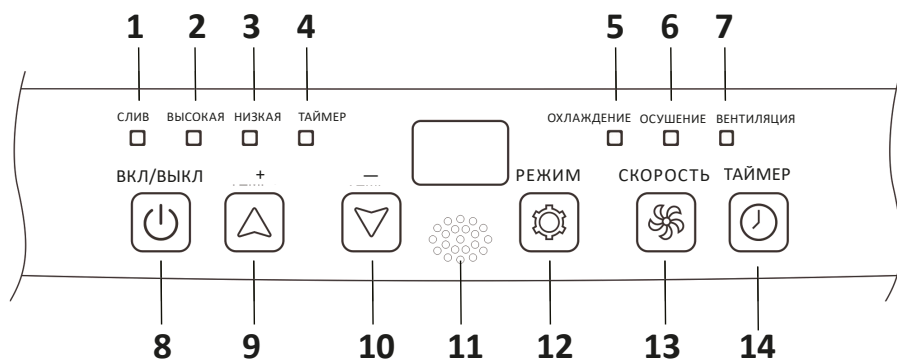 1 2 3 4 5 6 7
СЛИВ ВЫСОКАЯ НИЗКАЯ ТАЙМЕР ОХЛАЖДЕНИЕ ОСУШЕНИЕ ВЕНТИЛЯЦИЯ
ВКЛ/ВЫКЛ + — РЕЖИМ СКОРОСТЬ ТАЙМЕР
8 9 10 11 12 13 14